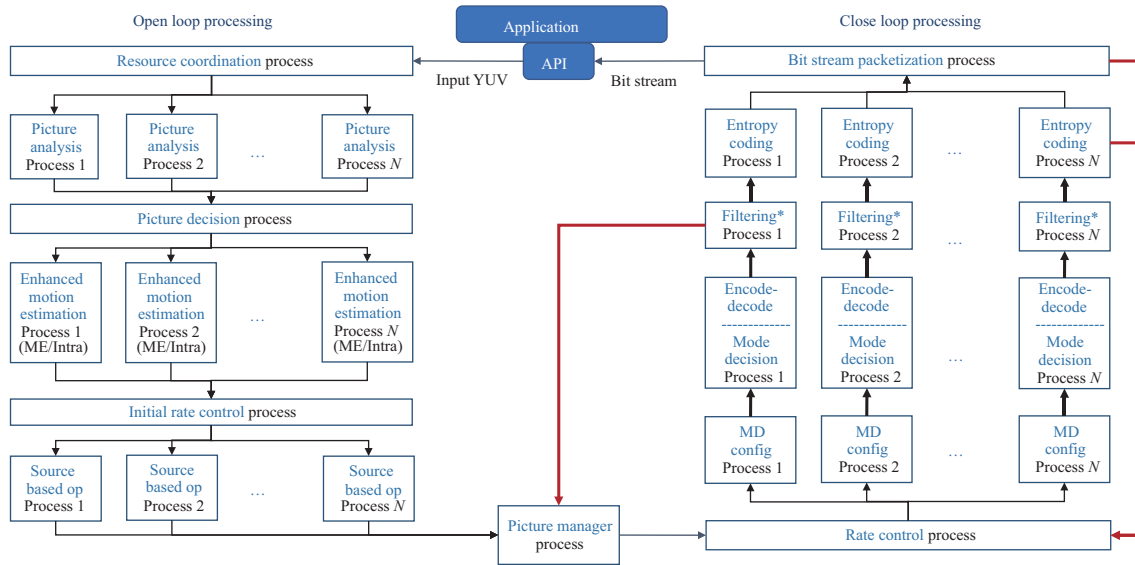 Open loop processing
Application
Close loop processing
Resource coordination process
API
Bit stream packetization process
Input YUV
Bit stream
Picture
analysis
Process 1
Picture
analysis
Process 2
...
Picture
analysis
Process N
Picture decision process
Enhanced
motion
estimation
Process 1
(ME/Intra)
Enhanced
motion
estimation
Process 2
(ME/Intra)
...
Enhanced
motion
estimation
Process N
(ME/Intra)
Initial rate control process
Source
based op
Process 1
Source
based op
Process 2
...
Source
based op
Process N
Picture manager
process
Entropy
coding
Process 1
Entropy
coding
Process 2
...
Entropy
coding
Process N
Filtering*
Process 1
Filtering*
Process 2
...
Filtering*
Process N
Encode-
decode
Mode
decision
Process 1
Encode-
decode
Mode
decision
Process 2
...
Encode-
decode
Mode
decision
Process N
MD
config
Process 1
MD
config
Process 2
...
MD
config
Process N
Rate control process